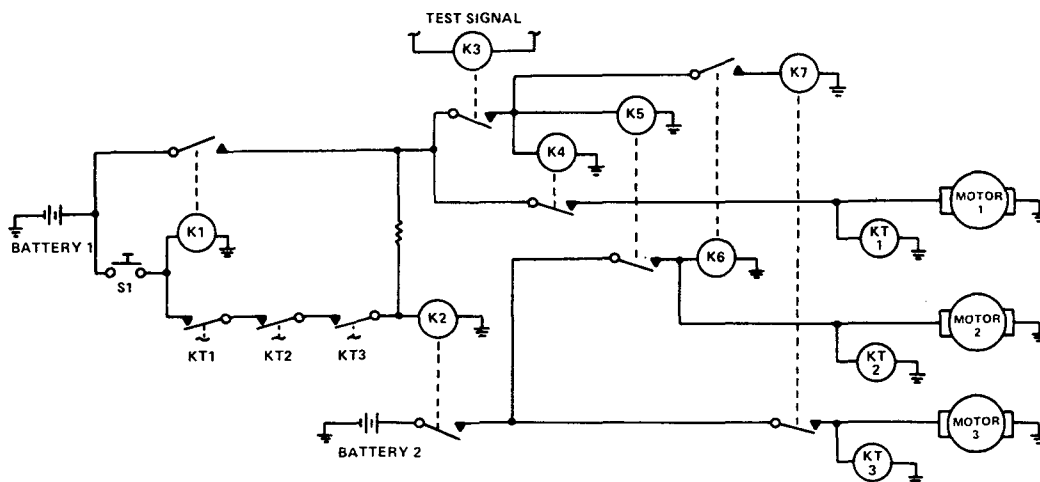 TEST SIGNAL
K3
K7
K5
K4
K1
BATTERY 1
S1
MOTOR
1
KT
1
K6
K2
KT1
KT2
KT3
MOTOR
2
KT
2
BATTERY 2
MOTOR
3
KT
3